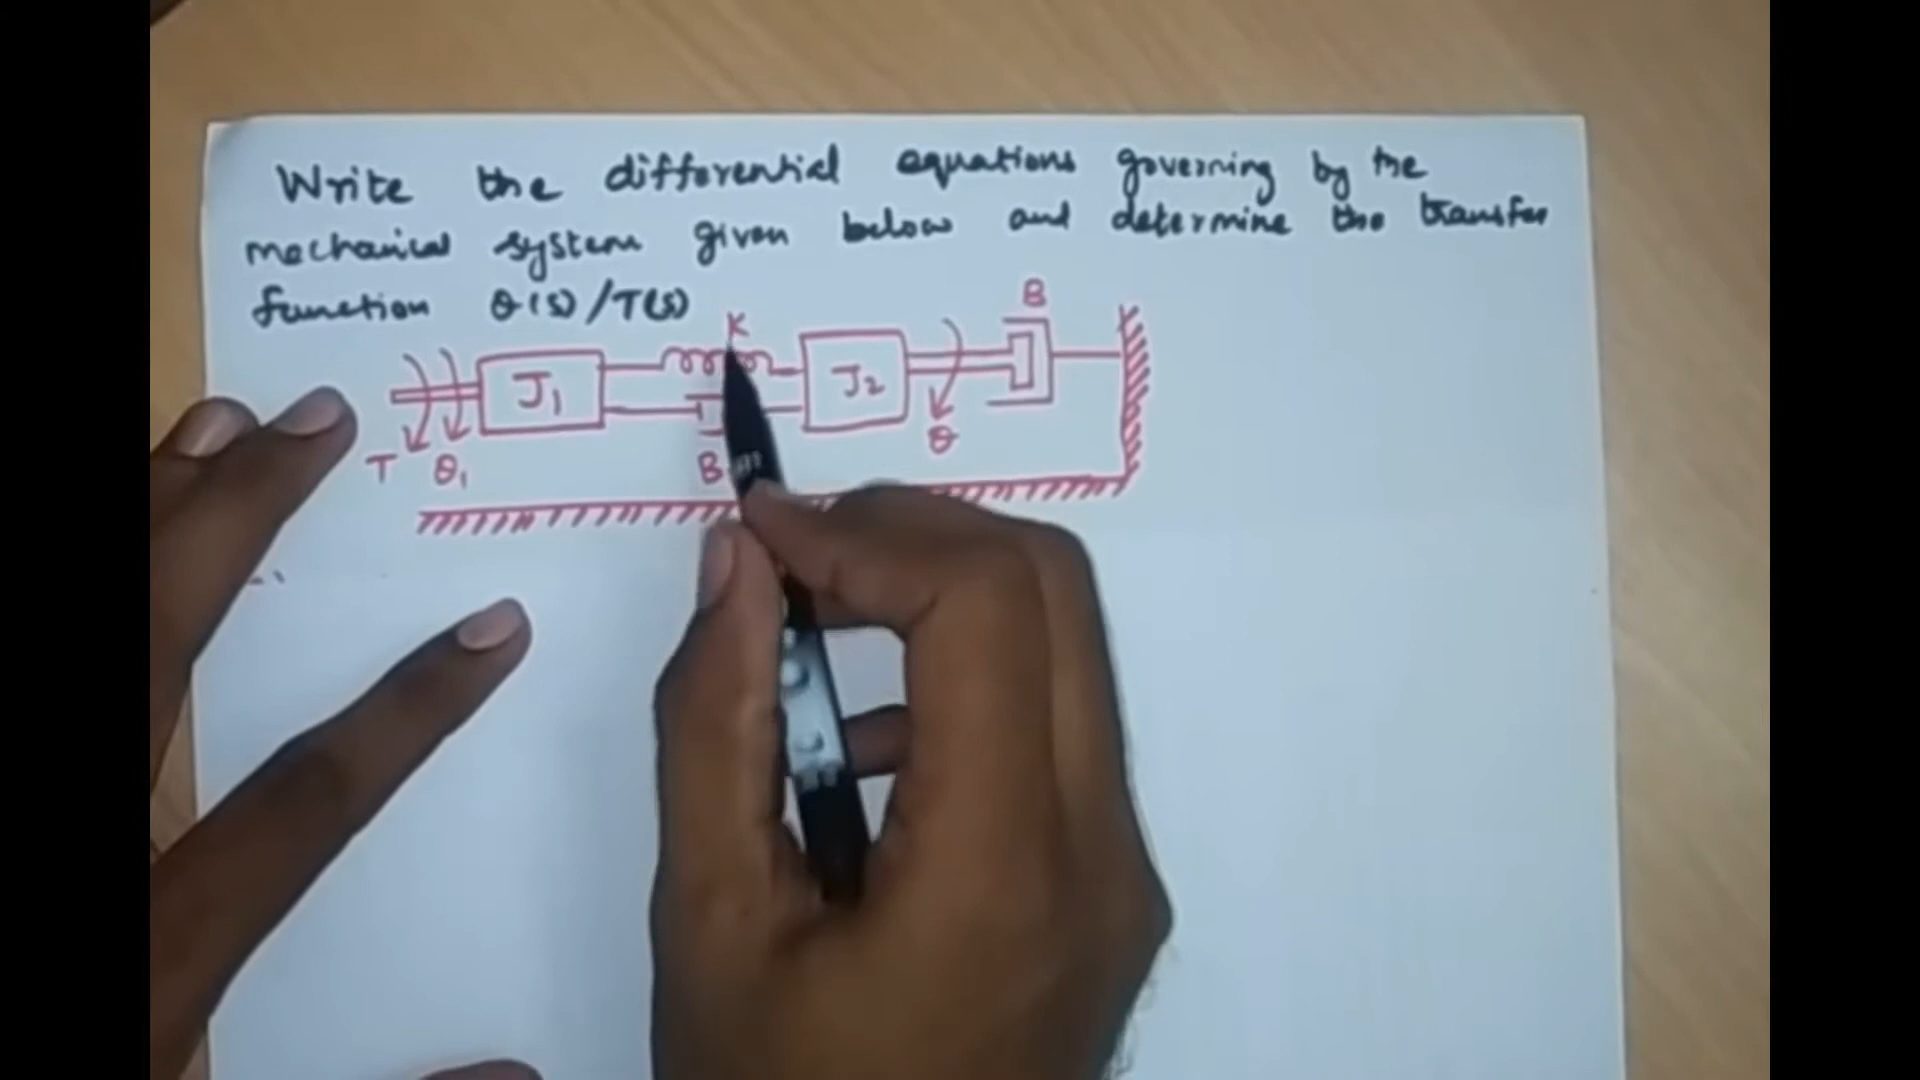 Write the differential equations governing by the
mechanical system given below and determine the transfer
function θ(s)/T(s)
K
B
J1
J2
T
θ1
B
θ